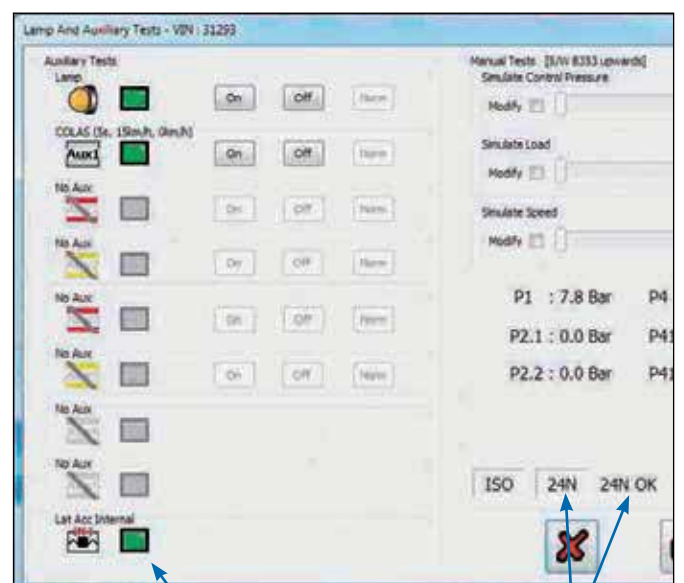 Lamp And Auxiliary Tests - VIN : 31293
Auxiliary Tests
Lamp
On Off Norm
COLAS (5s, 15km/h, 0km/h)
AUX1
On Off Norm
No Aux
On Off Norm
No Aux
On Off Norm
No Aux
On Off Norm
No Aux
On Off Norm
No Aux
No Aux
Lat Acc Internal
Manual Tests [S/W 8353 upwards]
Simulate Control Pressure
Modify
Simulate Load
Modify
Simulate Speed
Modify
P1 : 7.8 Bar P4
P2.1 : 0.0 Bar P41
P2.2 : 0.0 Bar P41
ISO 24N 24N OK